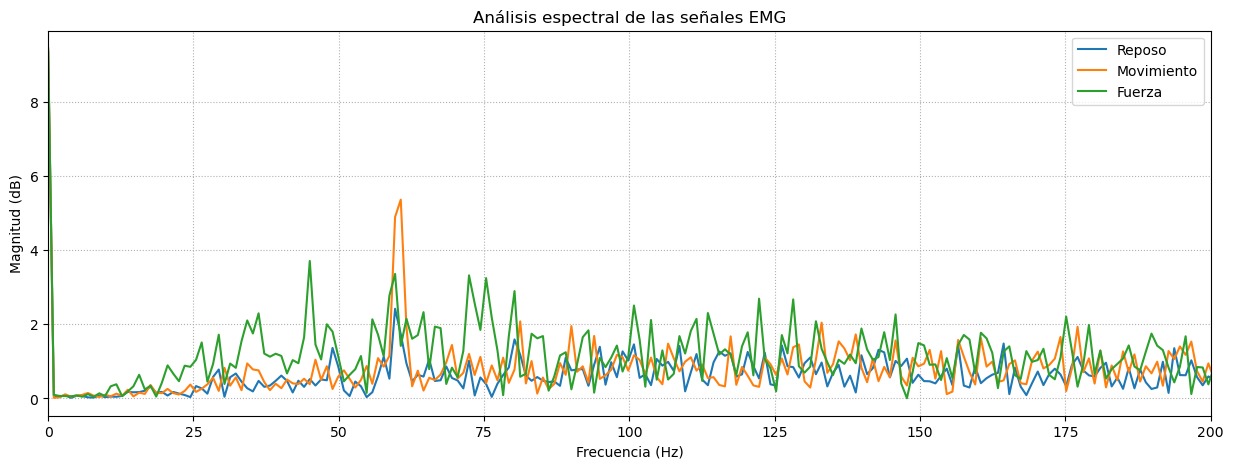 Análisis espectral de las señales EMG
Reposo
Movimiento
Fuerza
Magnitud (dB)
8
6
4
2
0
0 25 50 75 100 125 150 175 200
Frecuencia (Hz)